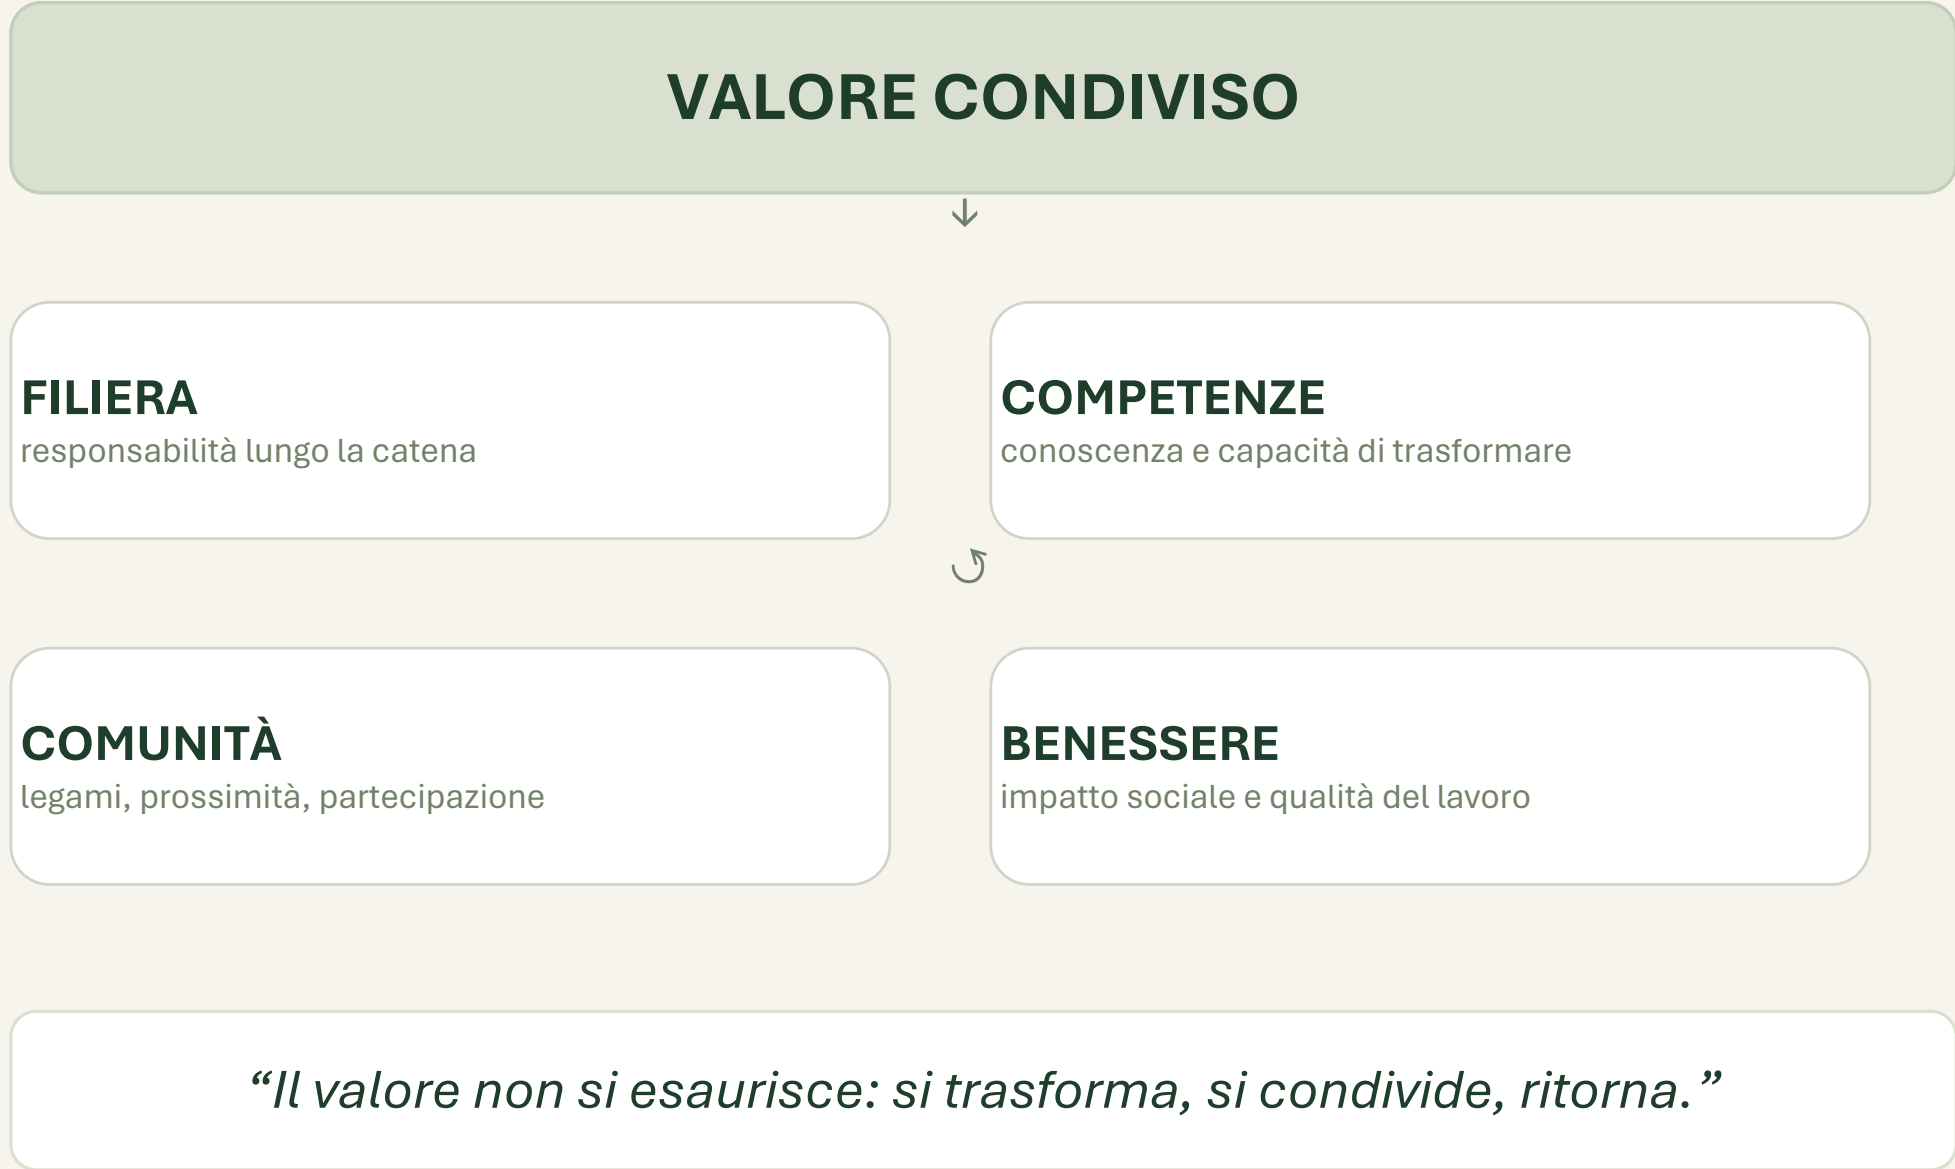 VALORE CONDIVISO
FILIERA
responsabilità lungo la catena
COMPETENZE
conoscenza e capacità di trasformare
COMUNITÀ
legami, prossimità, partecipazione
BENESSERE
impatto sociale e qualità del lavoro
“Il valore non si esaurisce: si trasforma, si condivide, ritorna.”